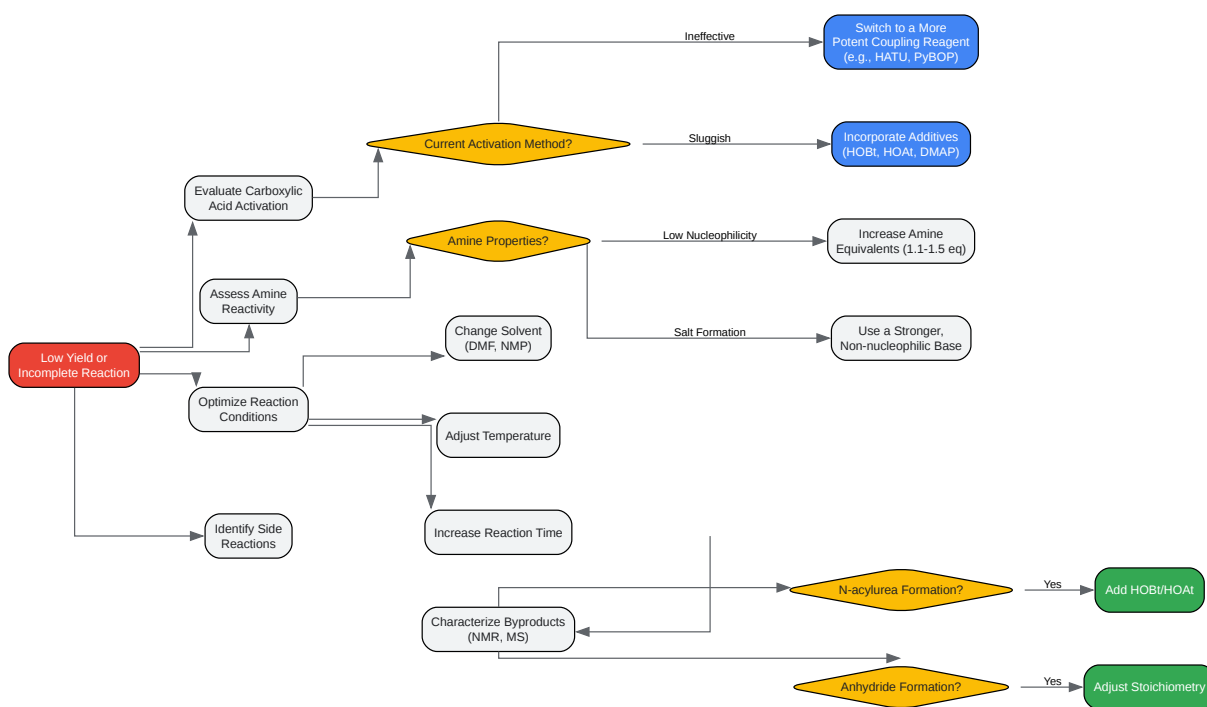 Ineffective
Switch to a More
Potent Coupling Reagent
(e.g., HATU, PyBOP)
Current Activation Method?
Sluggish
Incorporate Additives
(HOBt, HOAt, DMAP)
Evaluate Carboxylic
Acid Activation
Amine Properties?
Low Nucleophilicity
Increase Amine
Equivalents (1.1-1.5 eq)
Assess Amine
Reactivity
Change Solvent
(DMF, NMP)
Salt Formation
Use a Stronger,
Non-nucleophilic Base
Low Yield or
Incomplete Reaction
Optimize Reaction
Conditions
Adjust Temperature
Identify Side
Reactions
Increase Reaction Time
N-acylurea Formation?
Yes
Add HOBt/HOAt
Characterize Byproducts
(NMR, MS)
Anhydride Formation?
Yes
Adjust Stoichiometry